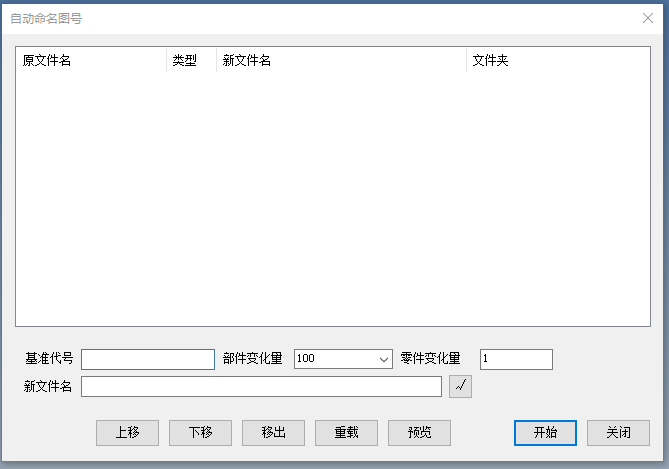 自动命名图号
原文件名 类型 新文件名 文件夹
基准代号 部件变化量 100 零件变化量 1
新文件名 √
上移 下移 移出 重载 预览 开始 关闭